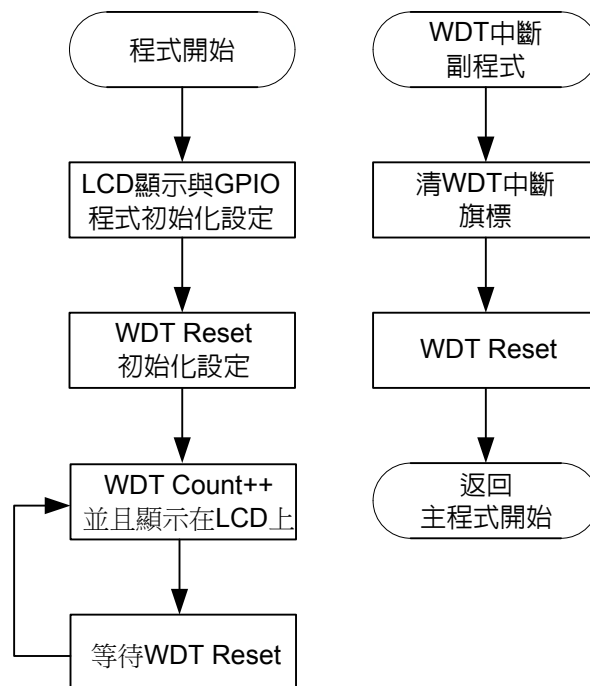 程式開始
LCD顯示與GPIO
程式初始化設定
WDT Reset
初始化設定
WDT Count++
並且顯示在LCD上
等待WDT Reset
WDT中斷
副程式
清WDT中斷
旗標
WDT Reset
返回
主程式開始